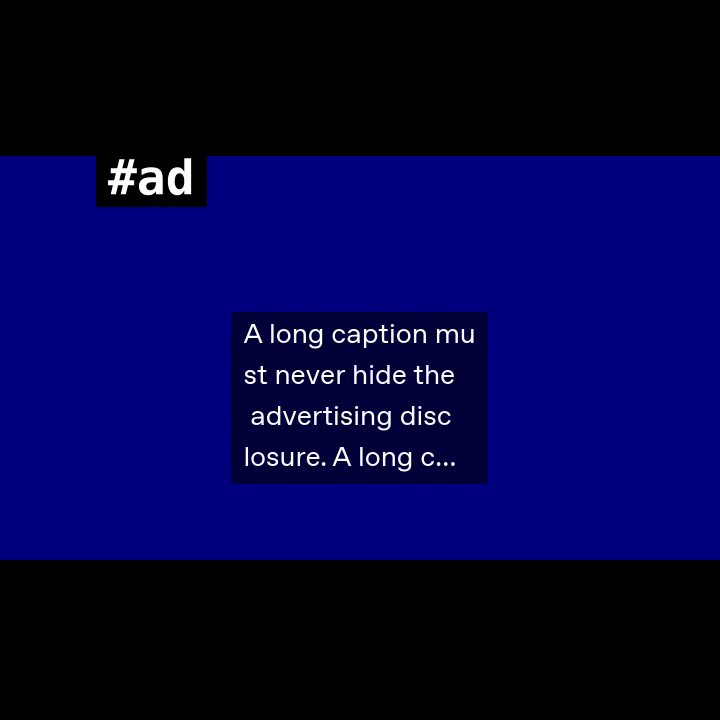 #ad
A long caption mu
st never hide the
advertising disc
losure. A long c...